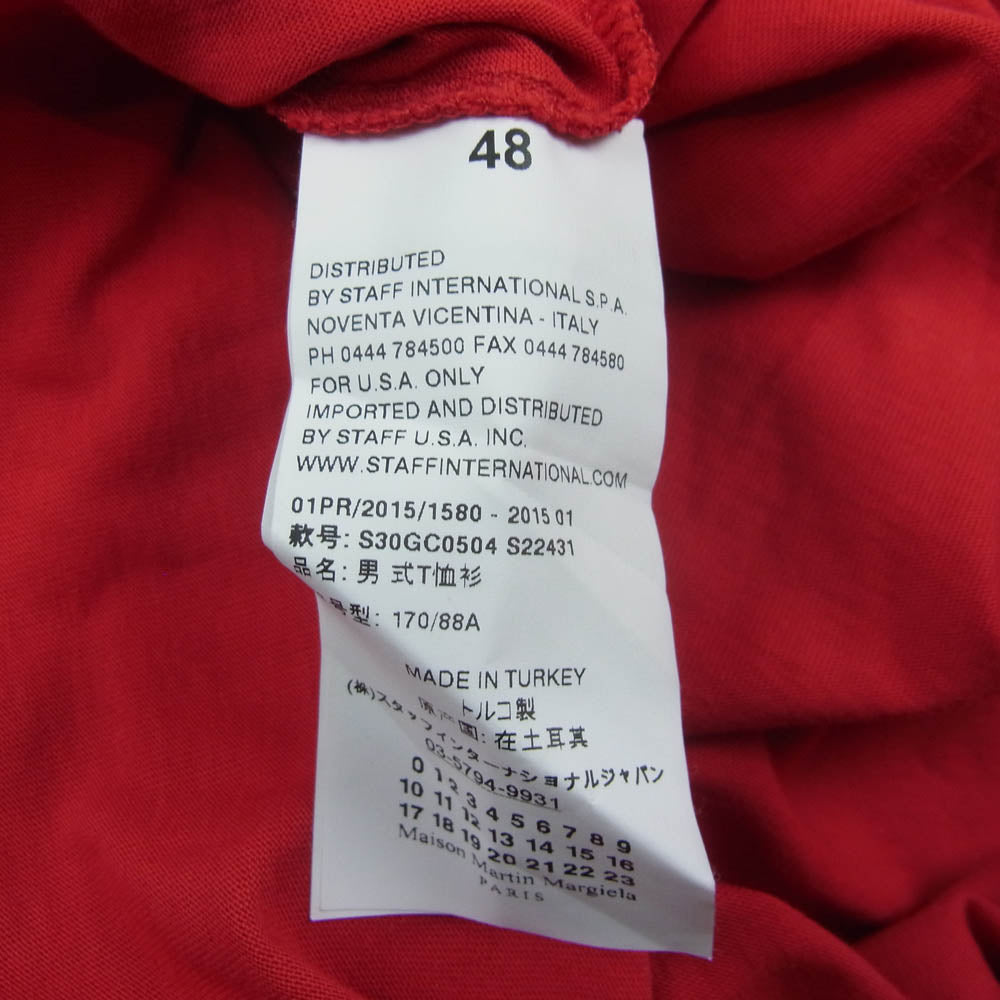 48
DISTRIBUTED
BY STAFF INTERNATIONAL S.P.A.
NOVENTA VICENTINA - ITALY
PH 0444 784500 FAX 0444 784580
FOR U.S.A. ONLY
IMPORTED AND DISTRIBUTED
BY STAFF U.S.A. INC.
WWW.STAFFINTERNATIONAL.COM
01PR/2015/1580 - 2015 01
款号: S30GC0504 S22431
品名: 男 式T恤衫
号型: 170/88A
MADE IN TURKEY
トルコ製
原产国: 在土耳其
(株)スタッフインターナショナルジャパン
03-5794-9931
0 1 2 3 4 5 6 7 8 9
10 11 12 13 14 15 16
17 18 19 20 21 22 23
Maison Martin Margiela
PARIS